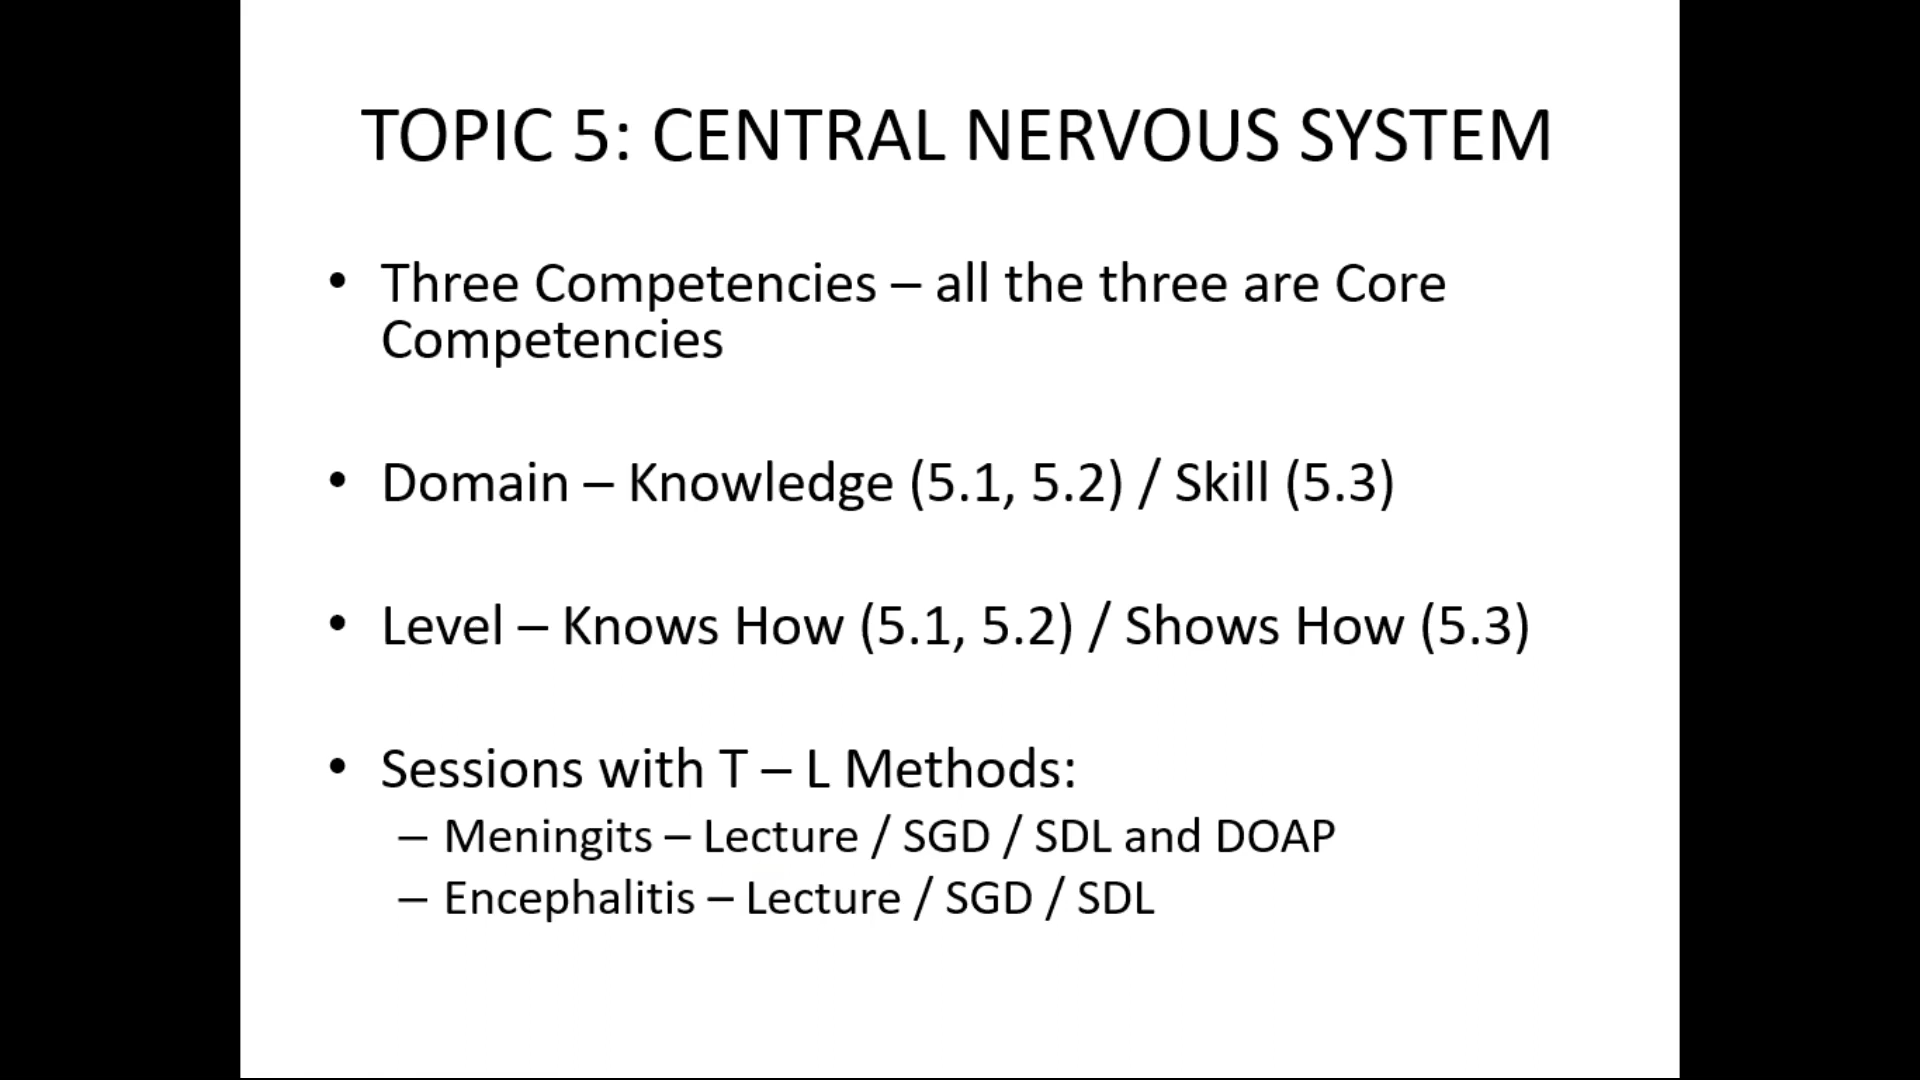 TOPIC 5: CENTRAL NERVOUS SYSTEM
• Three Competencies – all the three are Core
Competencies
• Domain – Knowledge (5.1, 5.2) / Skill (5.3)
• Level – Knows How (5.1, 5.2) / Shows How (5.3)
• Sessions with T – L Methods:
– Meningits – Lecture / SGD / SDL and DOAP
– Encephalitis – Lecture / SGD / SDL